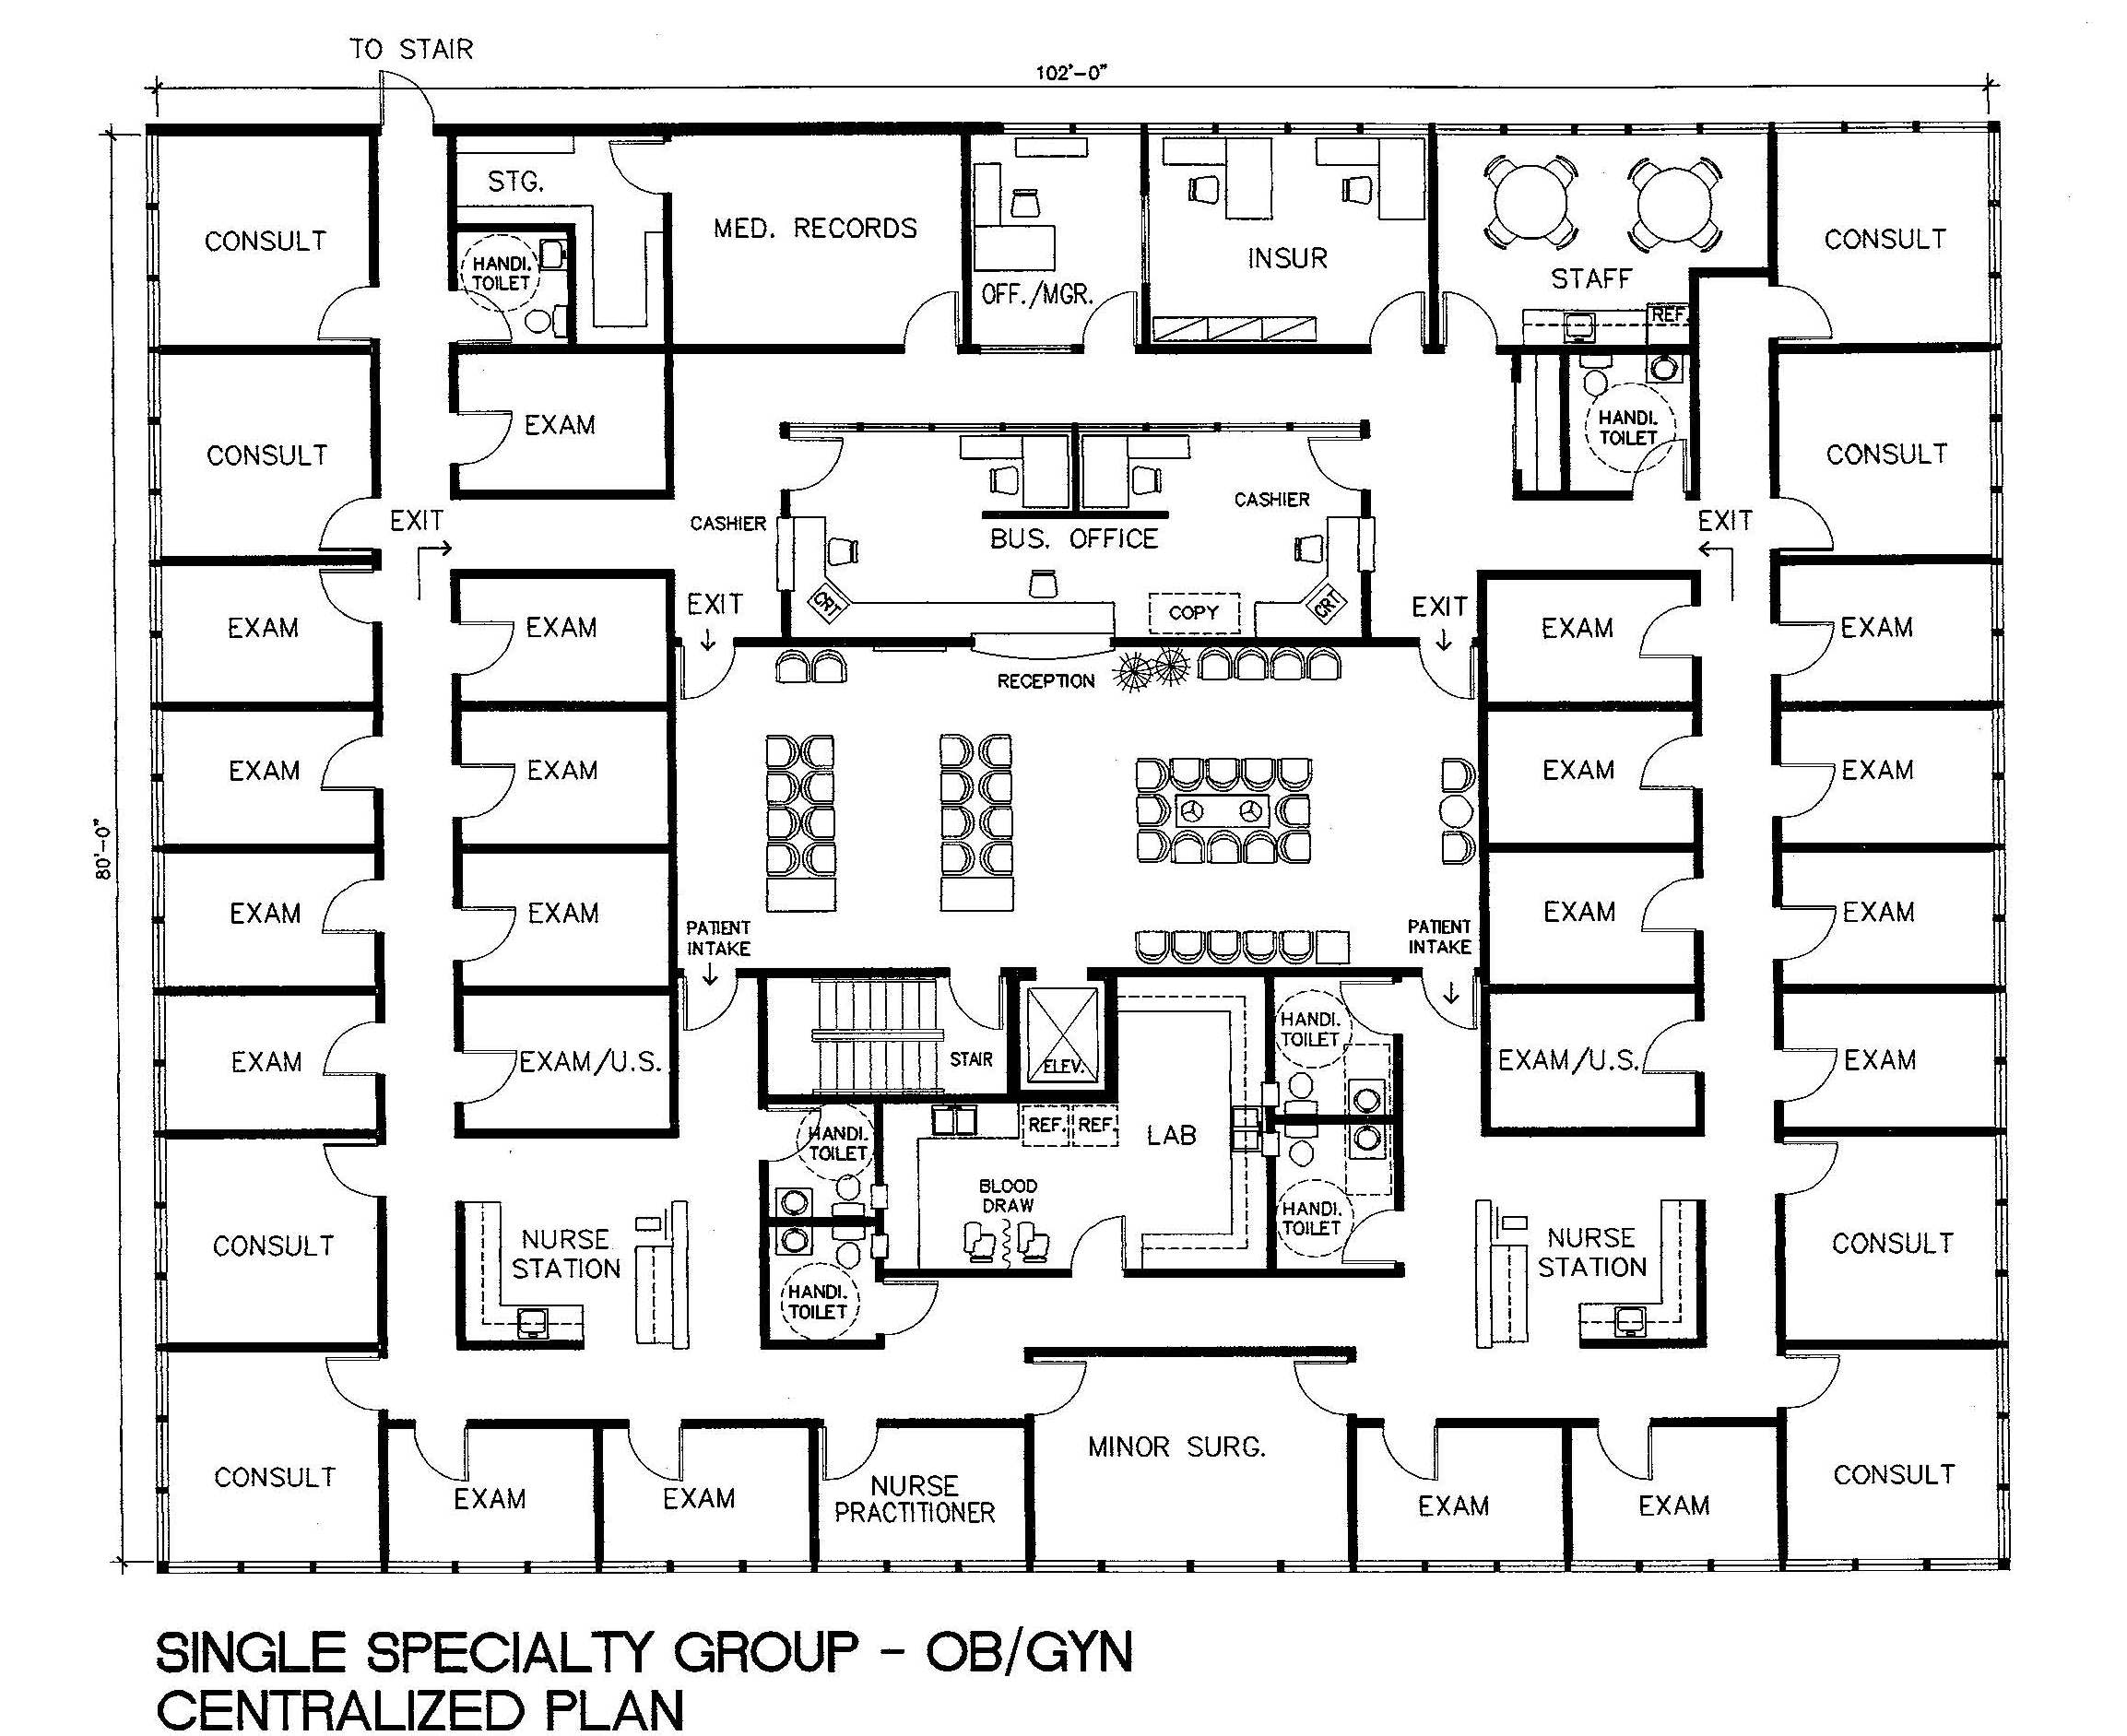 TO STAIR
102'-0"
80'-0"
CONSULT
STG.
HANDI.
TOILET
MED. RECORDS
OFF./MGR.
INSUR
STAFF
REF.
CONSULT
CONSULT
EXAM
HANDI.
TOILET
CONSULT
EXIT
CASHIER
BUS. OFFICE
CASHIER
EXIT
EXAM
EXAM
EXIT
CRT
COPY
CRT
EXIT
EXAM
EXAM
RECEPTION
EXAM
EXAM
EXAM
EXAM
EXAM
EXAM
PATIENT
INTAKE
PATIENT
INTAKE
EXAM
EXAM
EXAM
EXAM/U.S.
STAIR
ELEV.
HANDI.
TOILET
EXAM/U.S.
EXAM
HANDI.
TOILET
REF.
REF.
LAB
BLOOD
DRAW
HANDI.
TOILET
CONSULT
NURSE
STATION
HANDI.
TOILET
NURSE
STATION
CONSULT
CONSULT
EXAM
EXAM
NURSE
PRACTITIONER
MINOR SURG.
EXAM
EXAM
CONSULT
SINGLE SPECIALTY GROUP - OB/GYN
CENTRALIZED PLAN